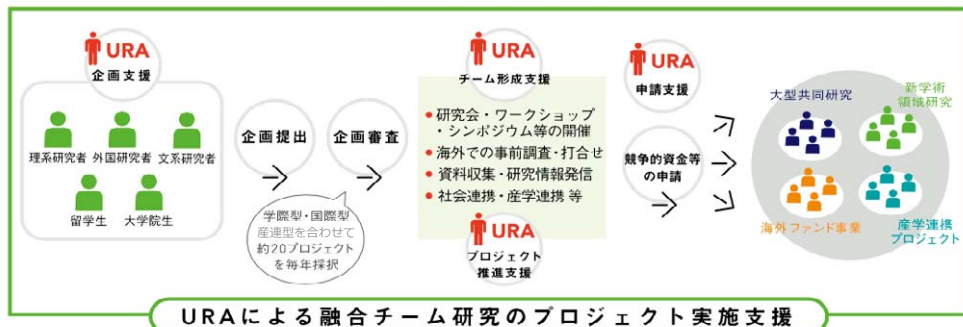 URA
企画支援
理系研究者 外国研究者 文系研究者
留学生 大学院生
企画提出
企画審査
学際型・国際型
産連型を合わせて
約20プロジェクト
を毎年採択
URA
チーム形成支援
●研究会・ワークショップ
・シンポジウム等の開催
●海外での事前調査・打合せ
●資料収集・研究情報発信
●社会連携・産学連携 等
URA
プロジェクト
推進支援
URA
申請支援
競争的資金等
の申請
大型共同研究
新学術
領域研究
海外ファンド事業
産学連携
プロジェクト
URAによる融合チーム研究のプロジェクト実施支援